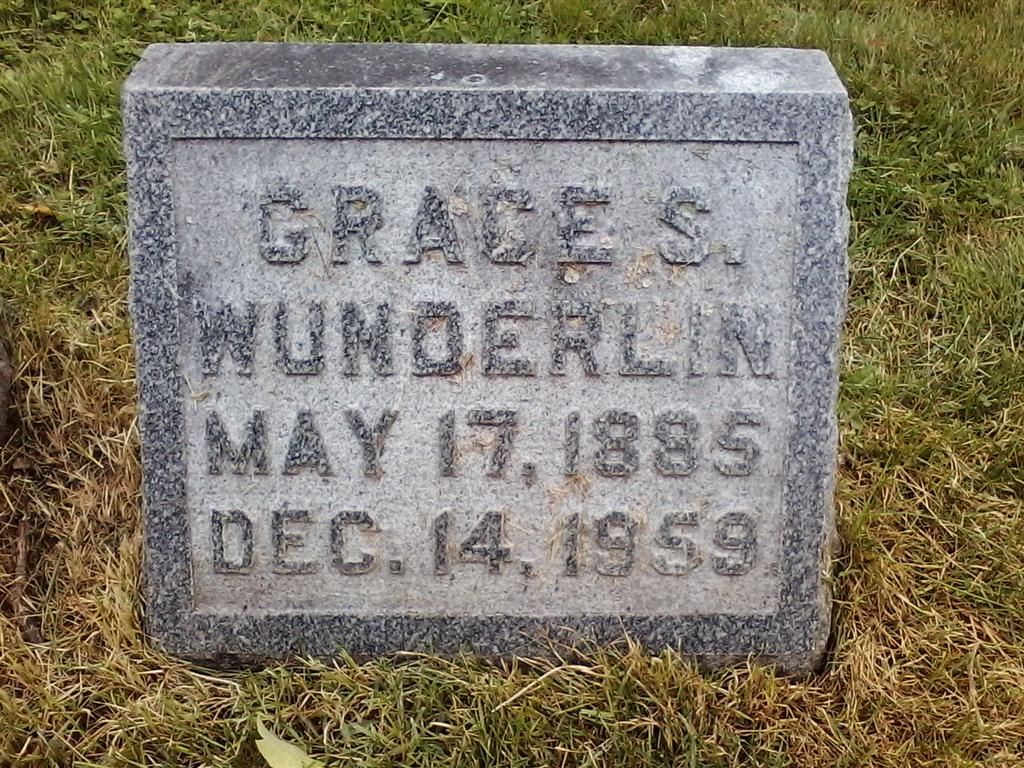 GRACE S.
WUNDERLIN
MAY 17, 1885
DEC. 14, 1959